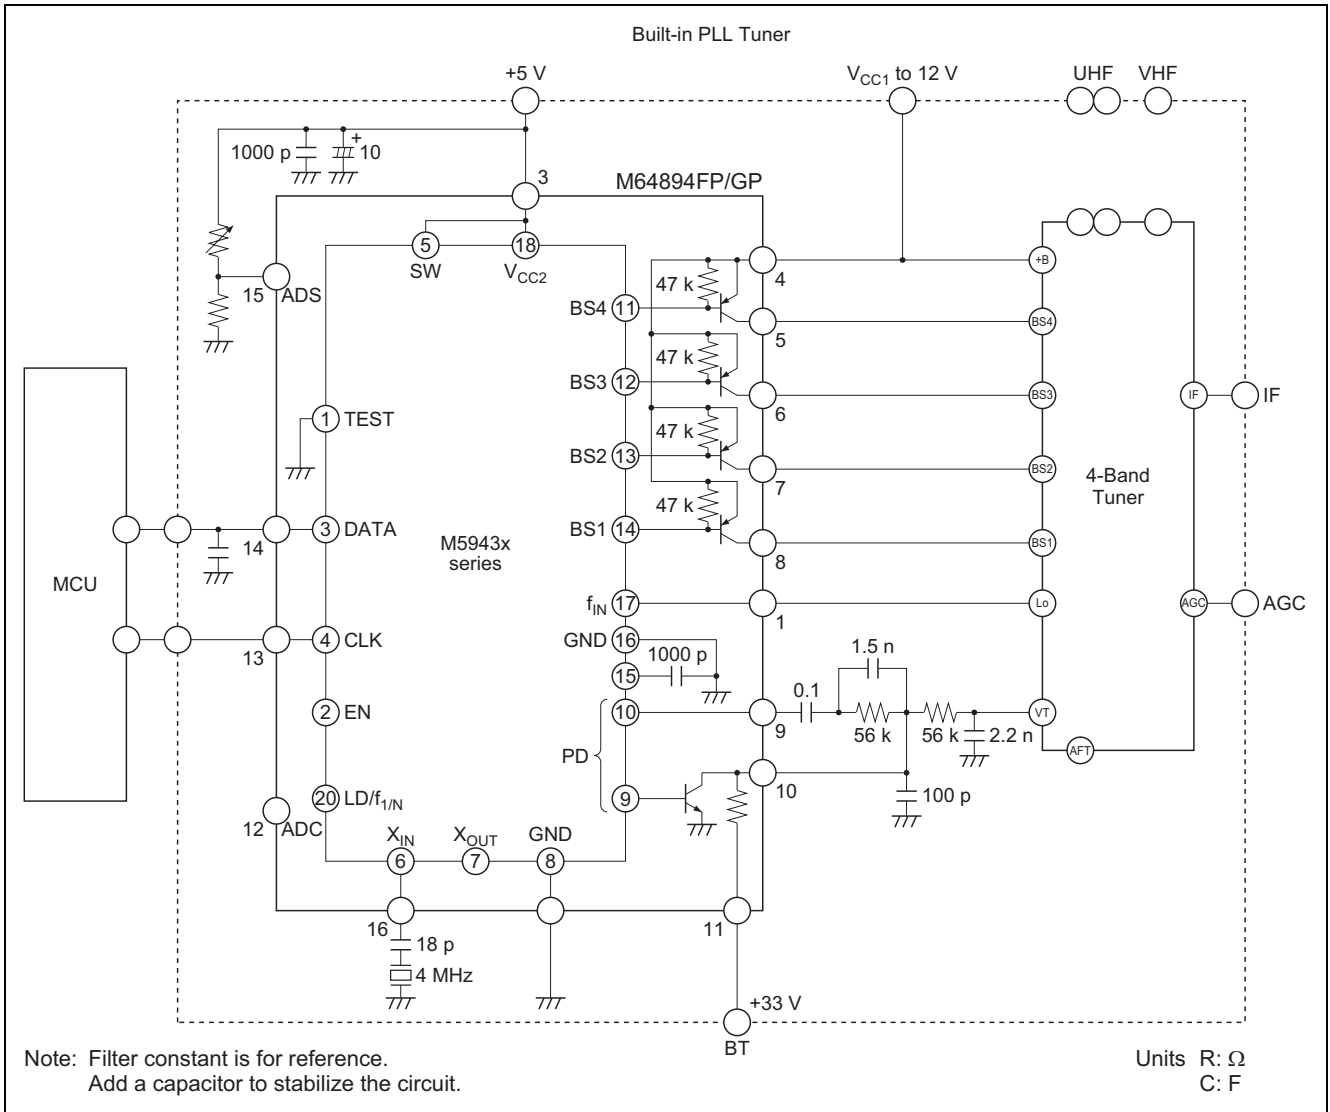 Built-in PLL Tuner
+5 V
VCC1 to 12 V
UHF
VHF
1000 p
+
10
3
M64894FP/GP
5
SW
18
VCC2
4
+B
15
ADS
47 k
BS4
11
5
BS4
47 k
BS3
12
6
BS3
IF
IF
1
TEST
47 k
BS2
13
7
BS2
4-Band
Tuner
47 k
14
3
DATA
M5943x
series
BS1
14
8
BS1
MCU
fIN
17
1
Lo
AGC
AGC
13
4
CLK
GND
16
1000 p
15
1.5 n
2
EN
PD
10
9
0.1
56 k
56 k
2.2 n
VT
AFT
9
10
100 p
20
LD/f1/N
12
ADC
XIN
6
XOUT
7
GND
8
16
11
18 p
4 MHz
+33 V
BT
Note: Filter constant is for reference.
Add a capacitor to stabilize the circuit.
Units R: Ω
C: F